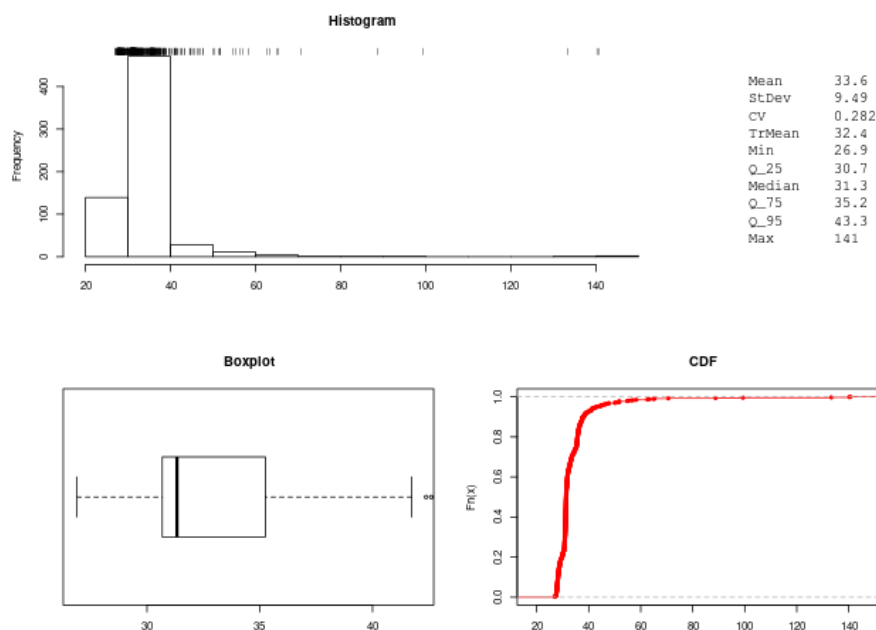 Histogram
Frequency
0 100 200 300 400
20 40 60 80 100 120 140
Mean 33.6
StDev 9.49
CV 0.282
TrMean 32.4
Min 26.9
Q_25 30.7
Median 31.3
Q_75 35.2
Q_95 43.3
Max 141
Boxplot
30 35 40
CDF
Fn(x)
0.0 0.2 0.4 0.6 0.8 1.0
20 40 60 80 100 120 140